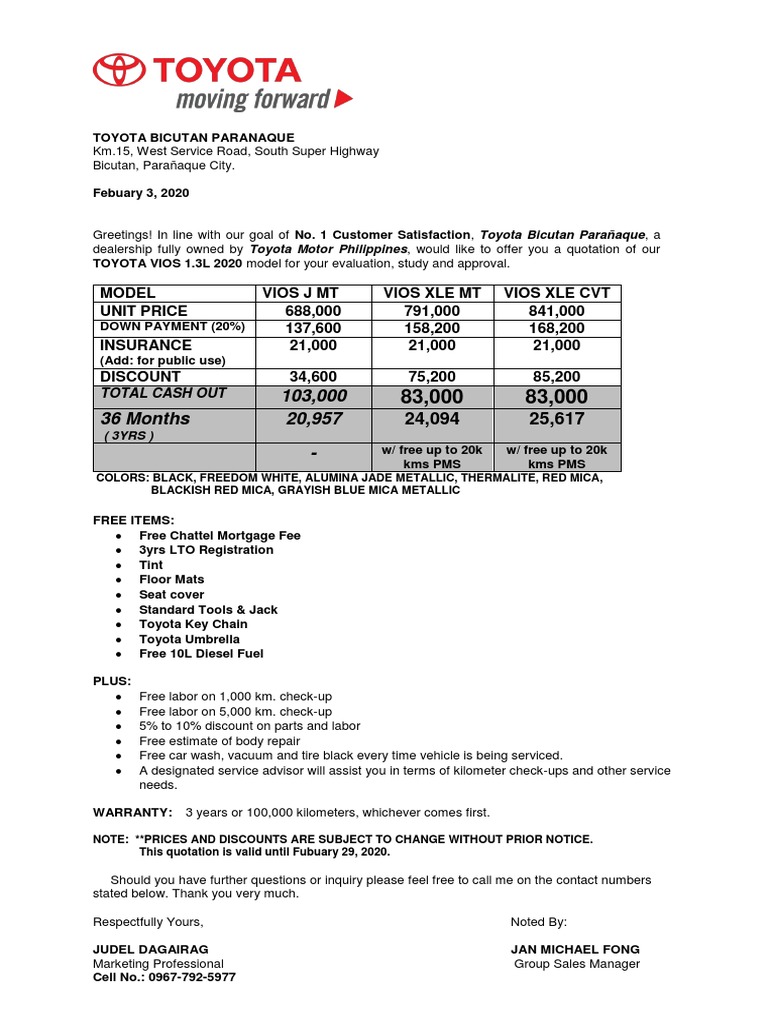 TOYOTA
moving forward
TOYOTA BICUTAN PARANAQUE
Km.15, West Service Road, South Super Highway
Bicutan, Parañaque City.
Febuary 3, 2020
Greetings! In line with our goal of No. 1 Customer Satisfaction, Toyota Bicutan Parañaque, a
dealership fully owned by Toyota Motor Philippines, would like to offer you a quotation of our
TOYOTA VIOS 1.3L 2020 model for your evaluation, study and approval.
MODEL VIOS J MT VIOS XLE MT VIOS XLE CVT
UNIT PRICE 688,000 791,000 841,000
DOWN PAYMENT (20%) 137,600 158,200 168,200
INSURANCE 21,000 21,000 21,000
(Add: for public use)
DISCOUNT 34,600 75,200 85,200
TOTAL CASH OUT 103,000 83,000 83,000
36 Months 20,957 24,094 25,617
( 3YRS )
- w/ free up to 20k w/ free up to 20k
kms PMS kms PMS
COLORS: BLACK, FREEDOM WHITE, ALUMINA JADE METALLIC, THERMALITE, RED MICA,
BLACKISH RED MICA, GRAYISH BLUE MICA METALLIC
FREE ITEMS:
• Free Chattel Mortgage Fee
• 3yrs LTO Registration
• Tint
• Floor Mats
• Seat cover
• Standard Tools & Jack
• Toyota Key Chain
• Toyota Umbrella
• Free 10L Diesel Fuel
PLUS:
• Free labor on 1,000 km. check-up
• Free labor on 5,000 km. check-up
• 5% to 10% discount on parts and labor
• Free estimate of body repair
• Free car wash, vacuum and tire black every time vehicle is being serviced.
• A designated service advisor will assist you in terms of kilometer check-ups and other service
needs.
WARRANTY: 3 years or 100,000 kilometers, whichever comes first.
NOTE: **PRICES AND DISCOUNTS ARE SUBJECT TO CHANGE WITHOUT PRIOR NOTICE.
This quotation is valid until Fubuary 29, 2020.
Should you have further questions or inquiry please feel free to call me on the contact numbers
stated below. Thank you very much.
Respectfully Yours, Noted By:
JUDEL DAGAIRAG JAN MICHAEL FONG
Marketing Professional Group Sales Manager
Cell No.: 0967-792-5977